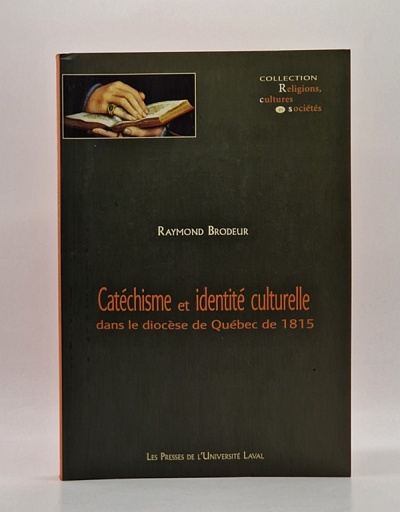 COLLECTION
Religions,
cultures
et sociétés
RAYMOND BRODEUR
Catéchisme et identité culturelle
dans le diocèse de Québec de 1815
LES PRESSES DE L'UNIVERSITÉ LAVAL